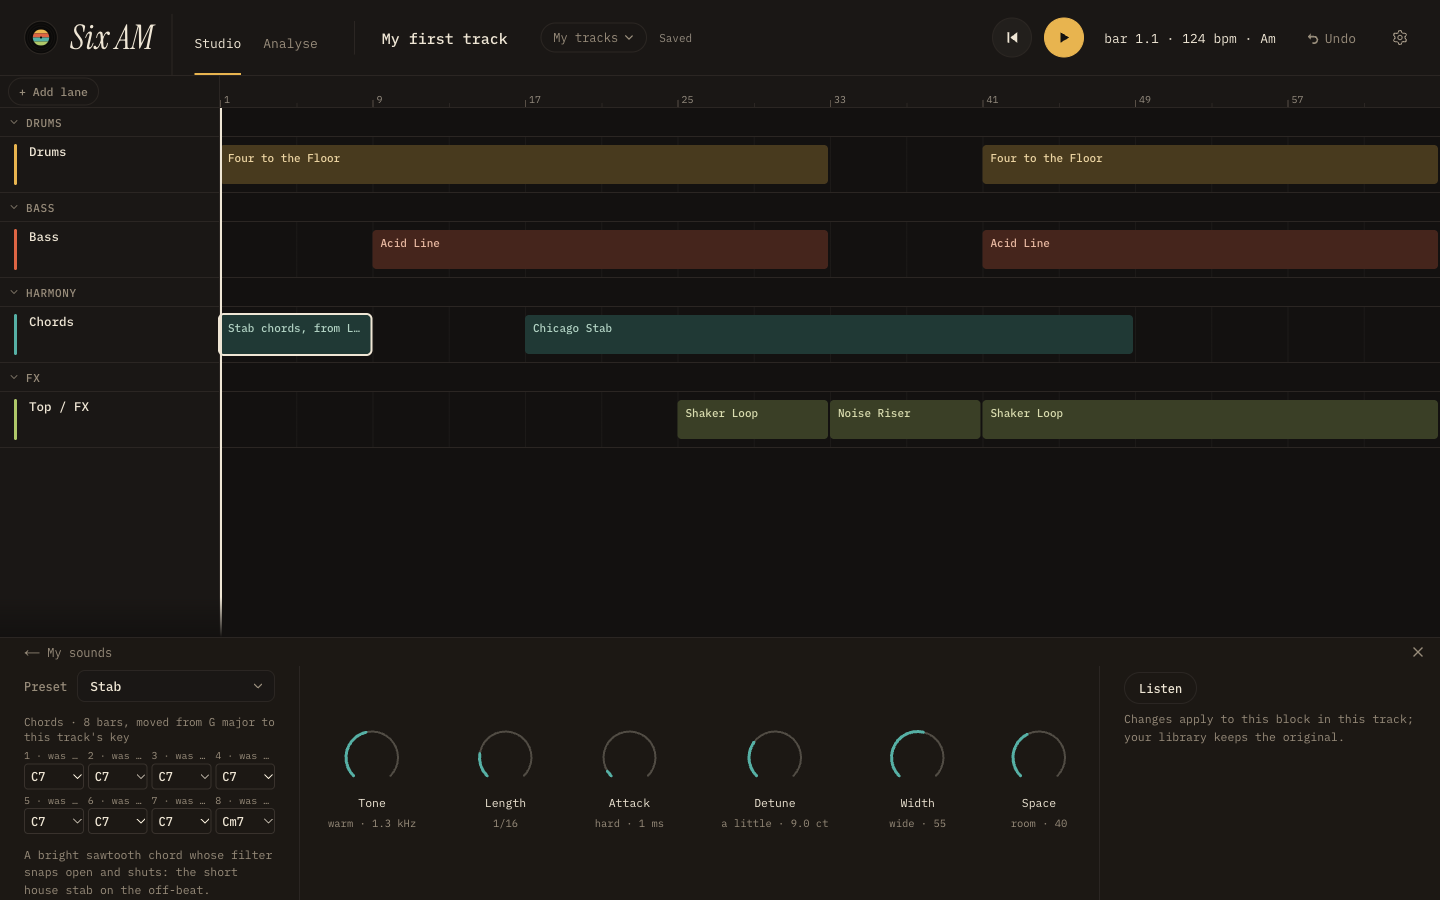 Six AM
Studio
Analyse
My first track
My tracks
Saved
bar 1.1 · 124 bpm · Am
Undo
+ Add lane
1
9
17
25
33
41
49
57
DRUMS
Drums
Four to the Floor
Four to the Floor
BASS
Bass
Acid Line
Acid Line
HARMONY
Chords
Stab chords, from L…
Chicago Stab
FX
Top / FX
Shaker Loop
Noise Riser
Shaker Loop
← My sounds
Preset
Stab
Chords · 8 bars, moved from G major to
this track's key
1 · was …
2 · was …
3 · was …
4 · was …
C7
C7
C7
C7
5 · was …
6 · was …
7 · was …
8 · was …
C7
C7
C7
Cm7
A bright sawtooth chord whose filter
snaps open and shuts: the short
house stab on the off-beat.
Tone
warm · 1.3 kHz
Length
1/16
Attack
hard · 1 ms
Detune
a little · 9.0 ct
Width
wide · 55
Space
room · 40
Listen
Changes apply to this block in this track;
your library keeps the original.